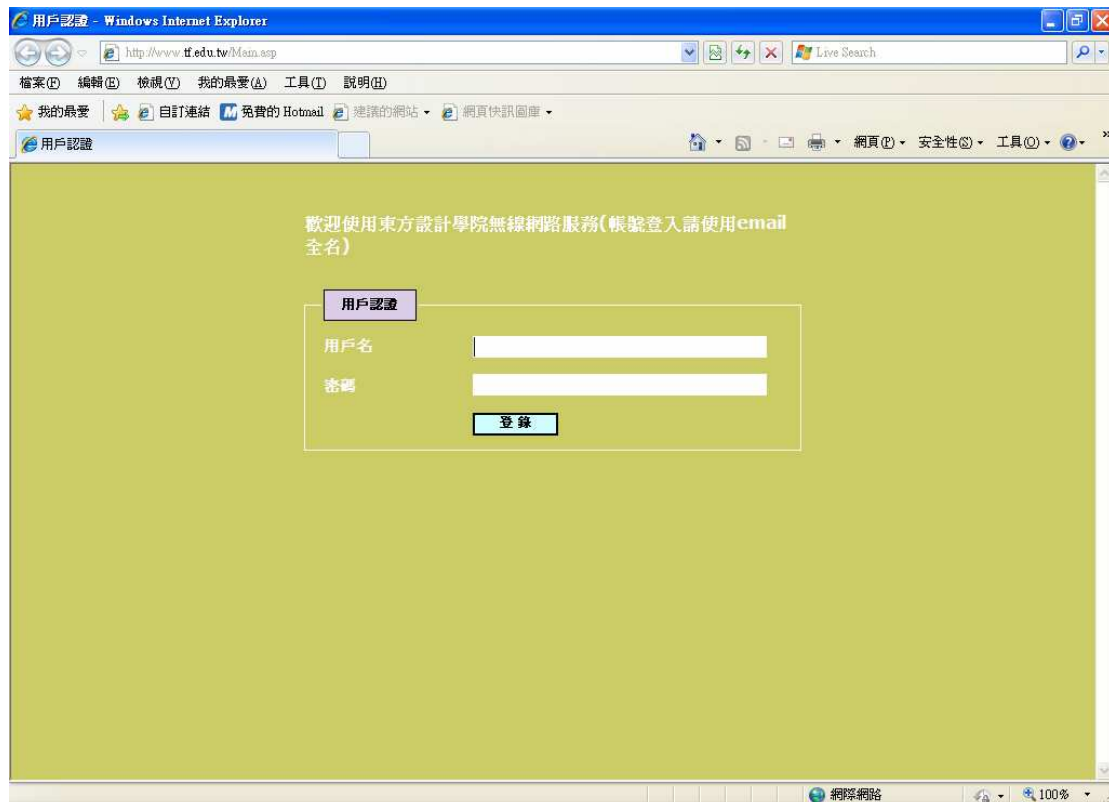 用戶認證 - Windows Internet Explorer
http://www.tf.edu.tw/Main.asp
Live Search
檔案(F) 編輯(E) 檢視(V) 我的最愛(A) 工具(T) 說明(H)
我的最愛 自訂連結 免費的 Hotmail 建議的網站 網頁快訊圖庫
用戶認證 網頁(P) 安全性(S) 工具(O)
歡迎使用東方設計學院無線網路服務(帳號登入請使用email
全名)
用戶認證
用戶名
密碼
登錄
網際網路 100%